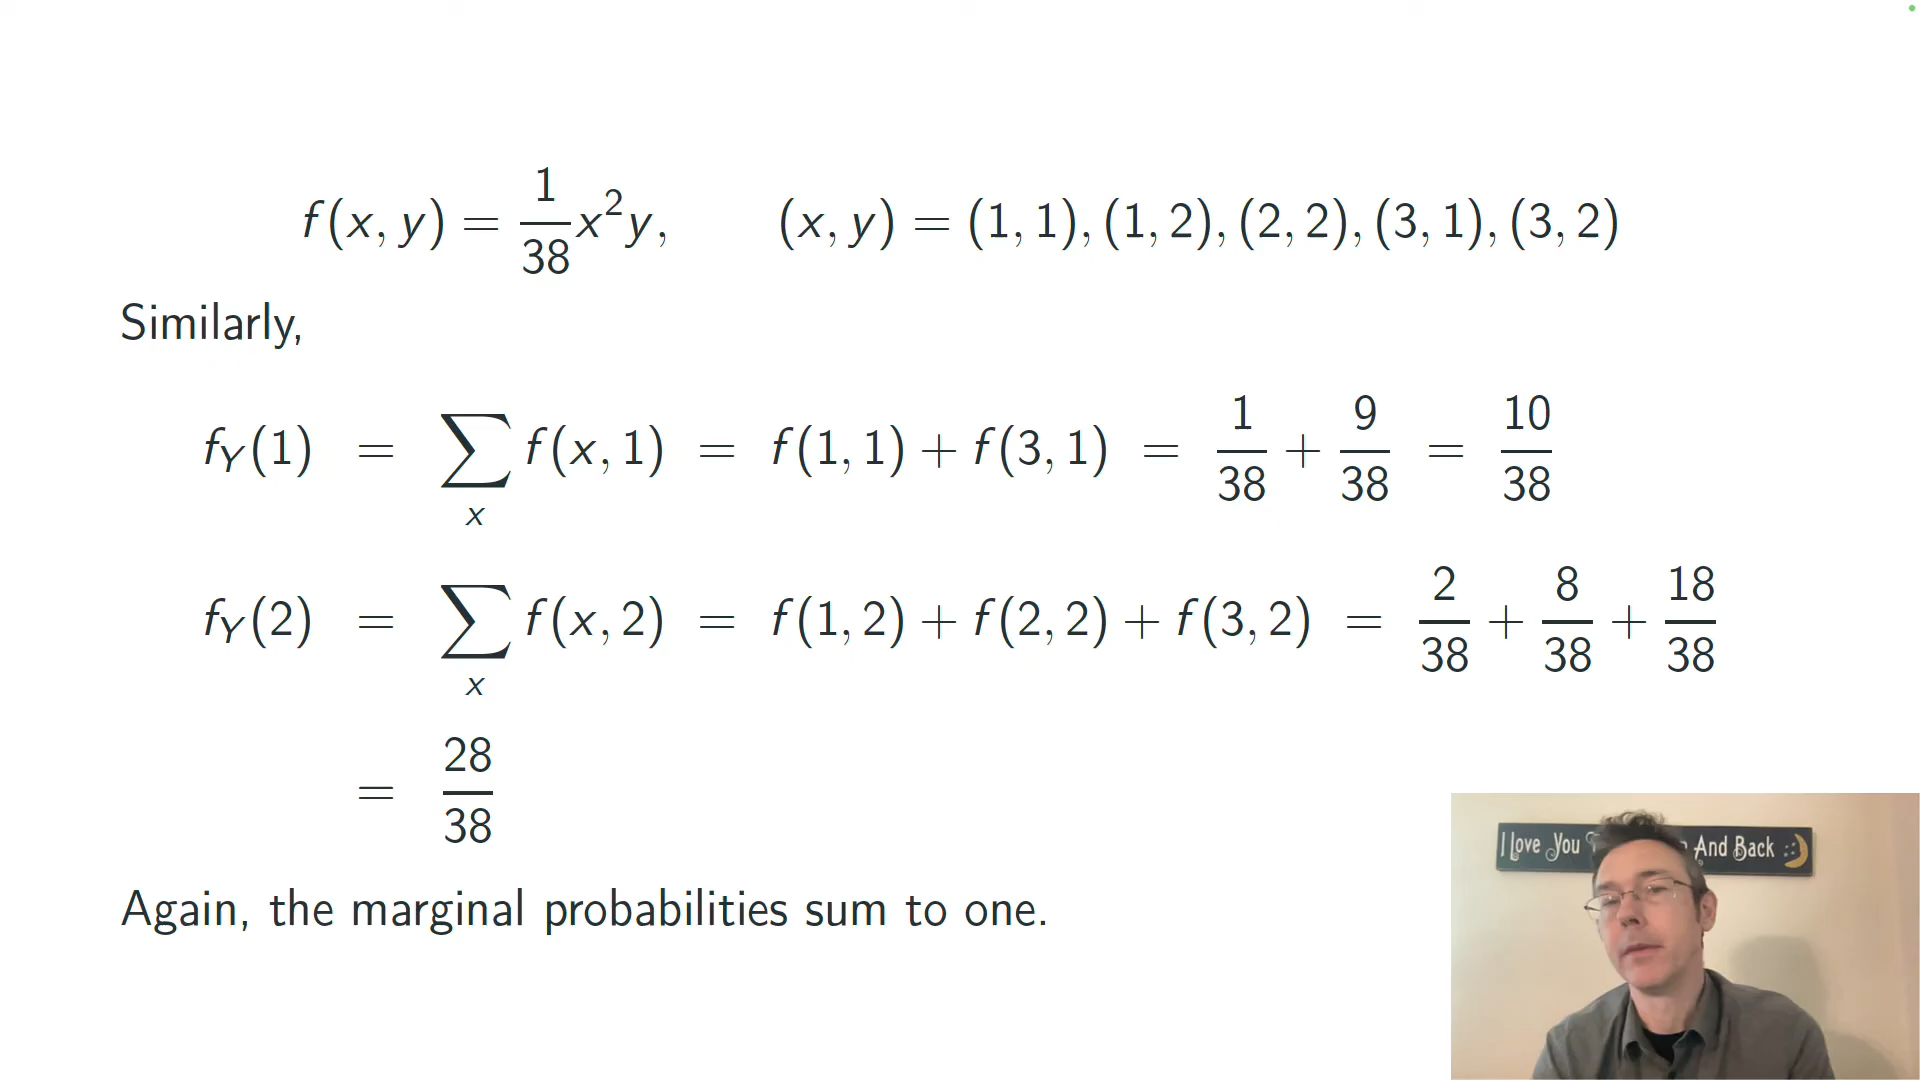 f(x, y) = 1/38 x²y, (x, y) = (1, 1), (1, 2), (2, 2), (3, 1), (3, 2)
Similarly,
f_Y(1) = ∑_x f(x, 1) = f(1, 1) + f(3, 1) = 1/38 + 9/38 = 10/38
f_Y(2) = ∑_x f(x, 2) = f(1, 2) + f(2, 2) + f(3, 2) = 2/38 + 8/38 + 18/38
= 28/38
Again, the marginal probabilities sum to one.
I Love You And Back